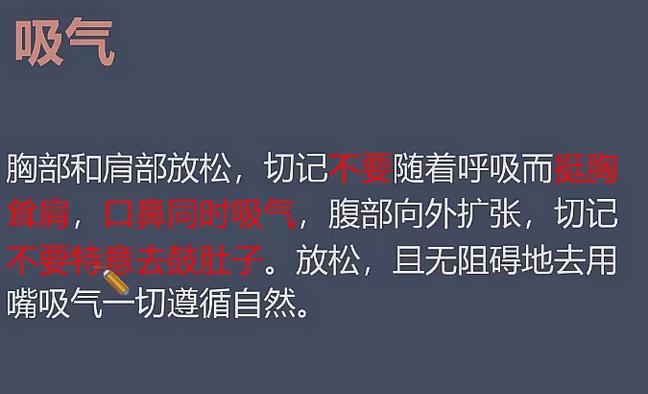 吸气
胸部和肩部放松，切记不要随着呼吸而挺胸
耸肩，口鼻同时吸气，腹部向外扩张，切记
不要特意去鼓肚子。放松，且无阻碍地去用
嘴吸气一切遵循自然。